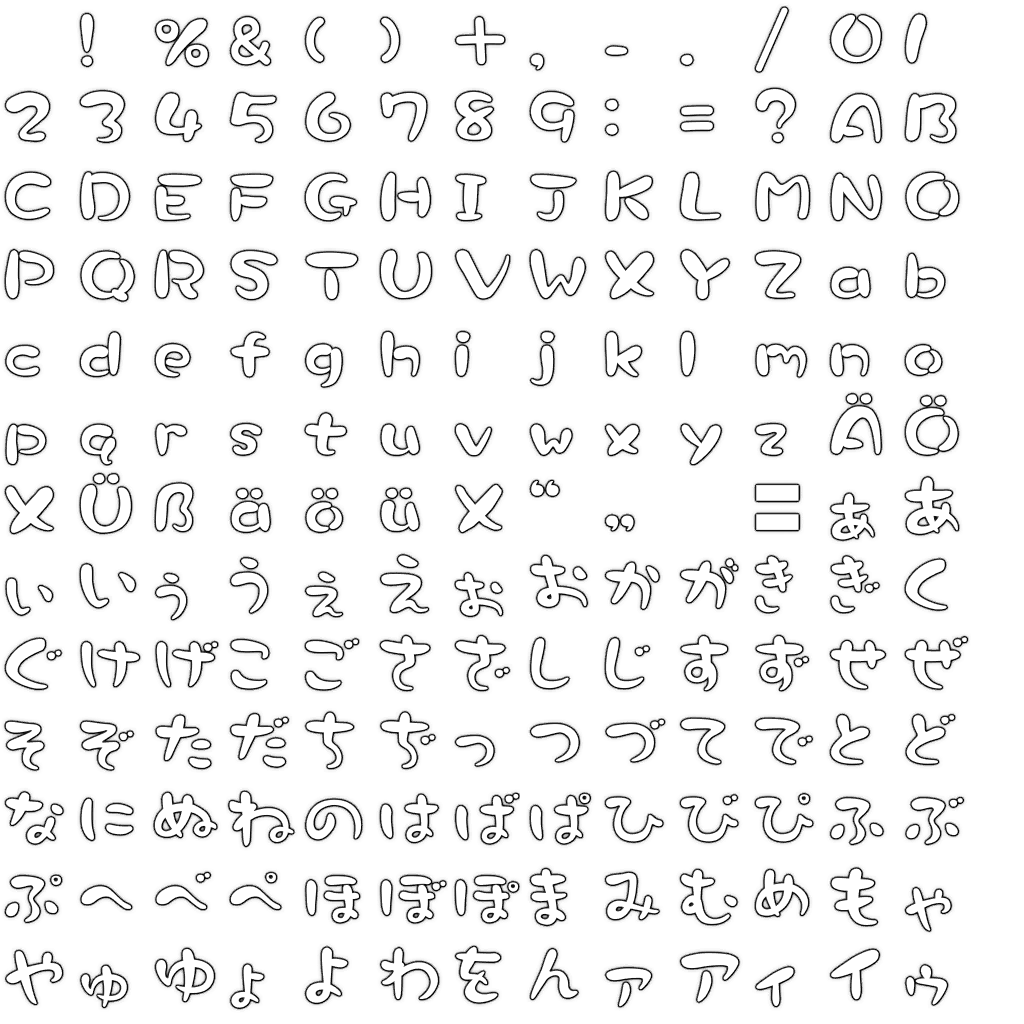 ! % & ( ) + , - . / 0 1
2 3 4 5 6 7 8 9 : = ? A B
C D E F G H I J K L M N O
P Q R S T U V W X Y Z a b
c d e f g h i j k l m n o
p q r s t u v w x y z Ä Ö
X Ü ß ä ö ü X “ „ 〓 ぁ あ
ぃ い ぅ う ぇ え ぉ お か が き ぎ く
ぐ け げ こ ご さ ざ し じ す ず せ ぜ
そ ぞ た だ ち ぢ っ つ づ て で と ど
な に ぬ ね の は ば ぱ ひ び ぴ ふ ぶ
ぷ へ べ ぺ ほ ぼ ぽ ま み む め も ゃ
や ゅ ゆ ょ よ わ を ん ァ ア ィ イ ゥ